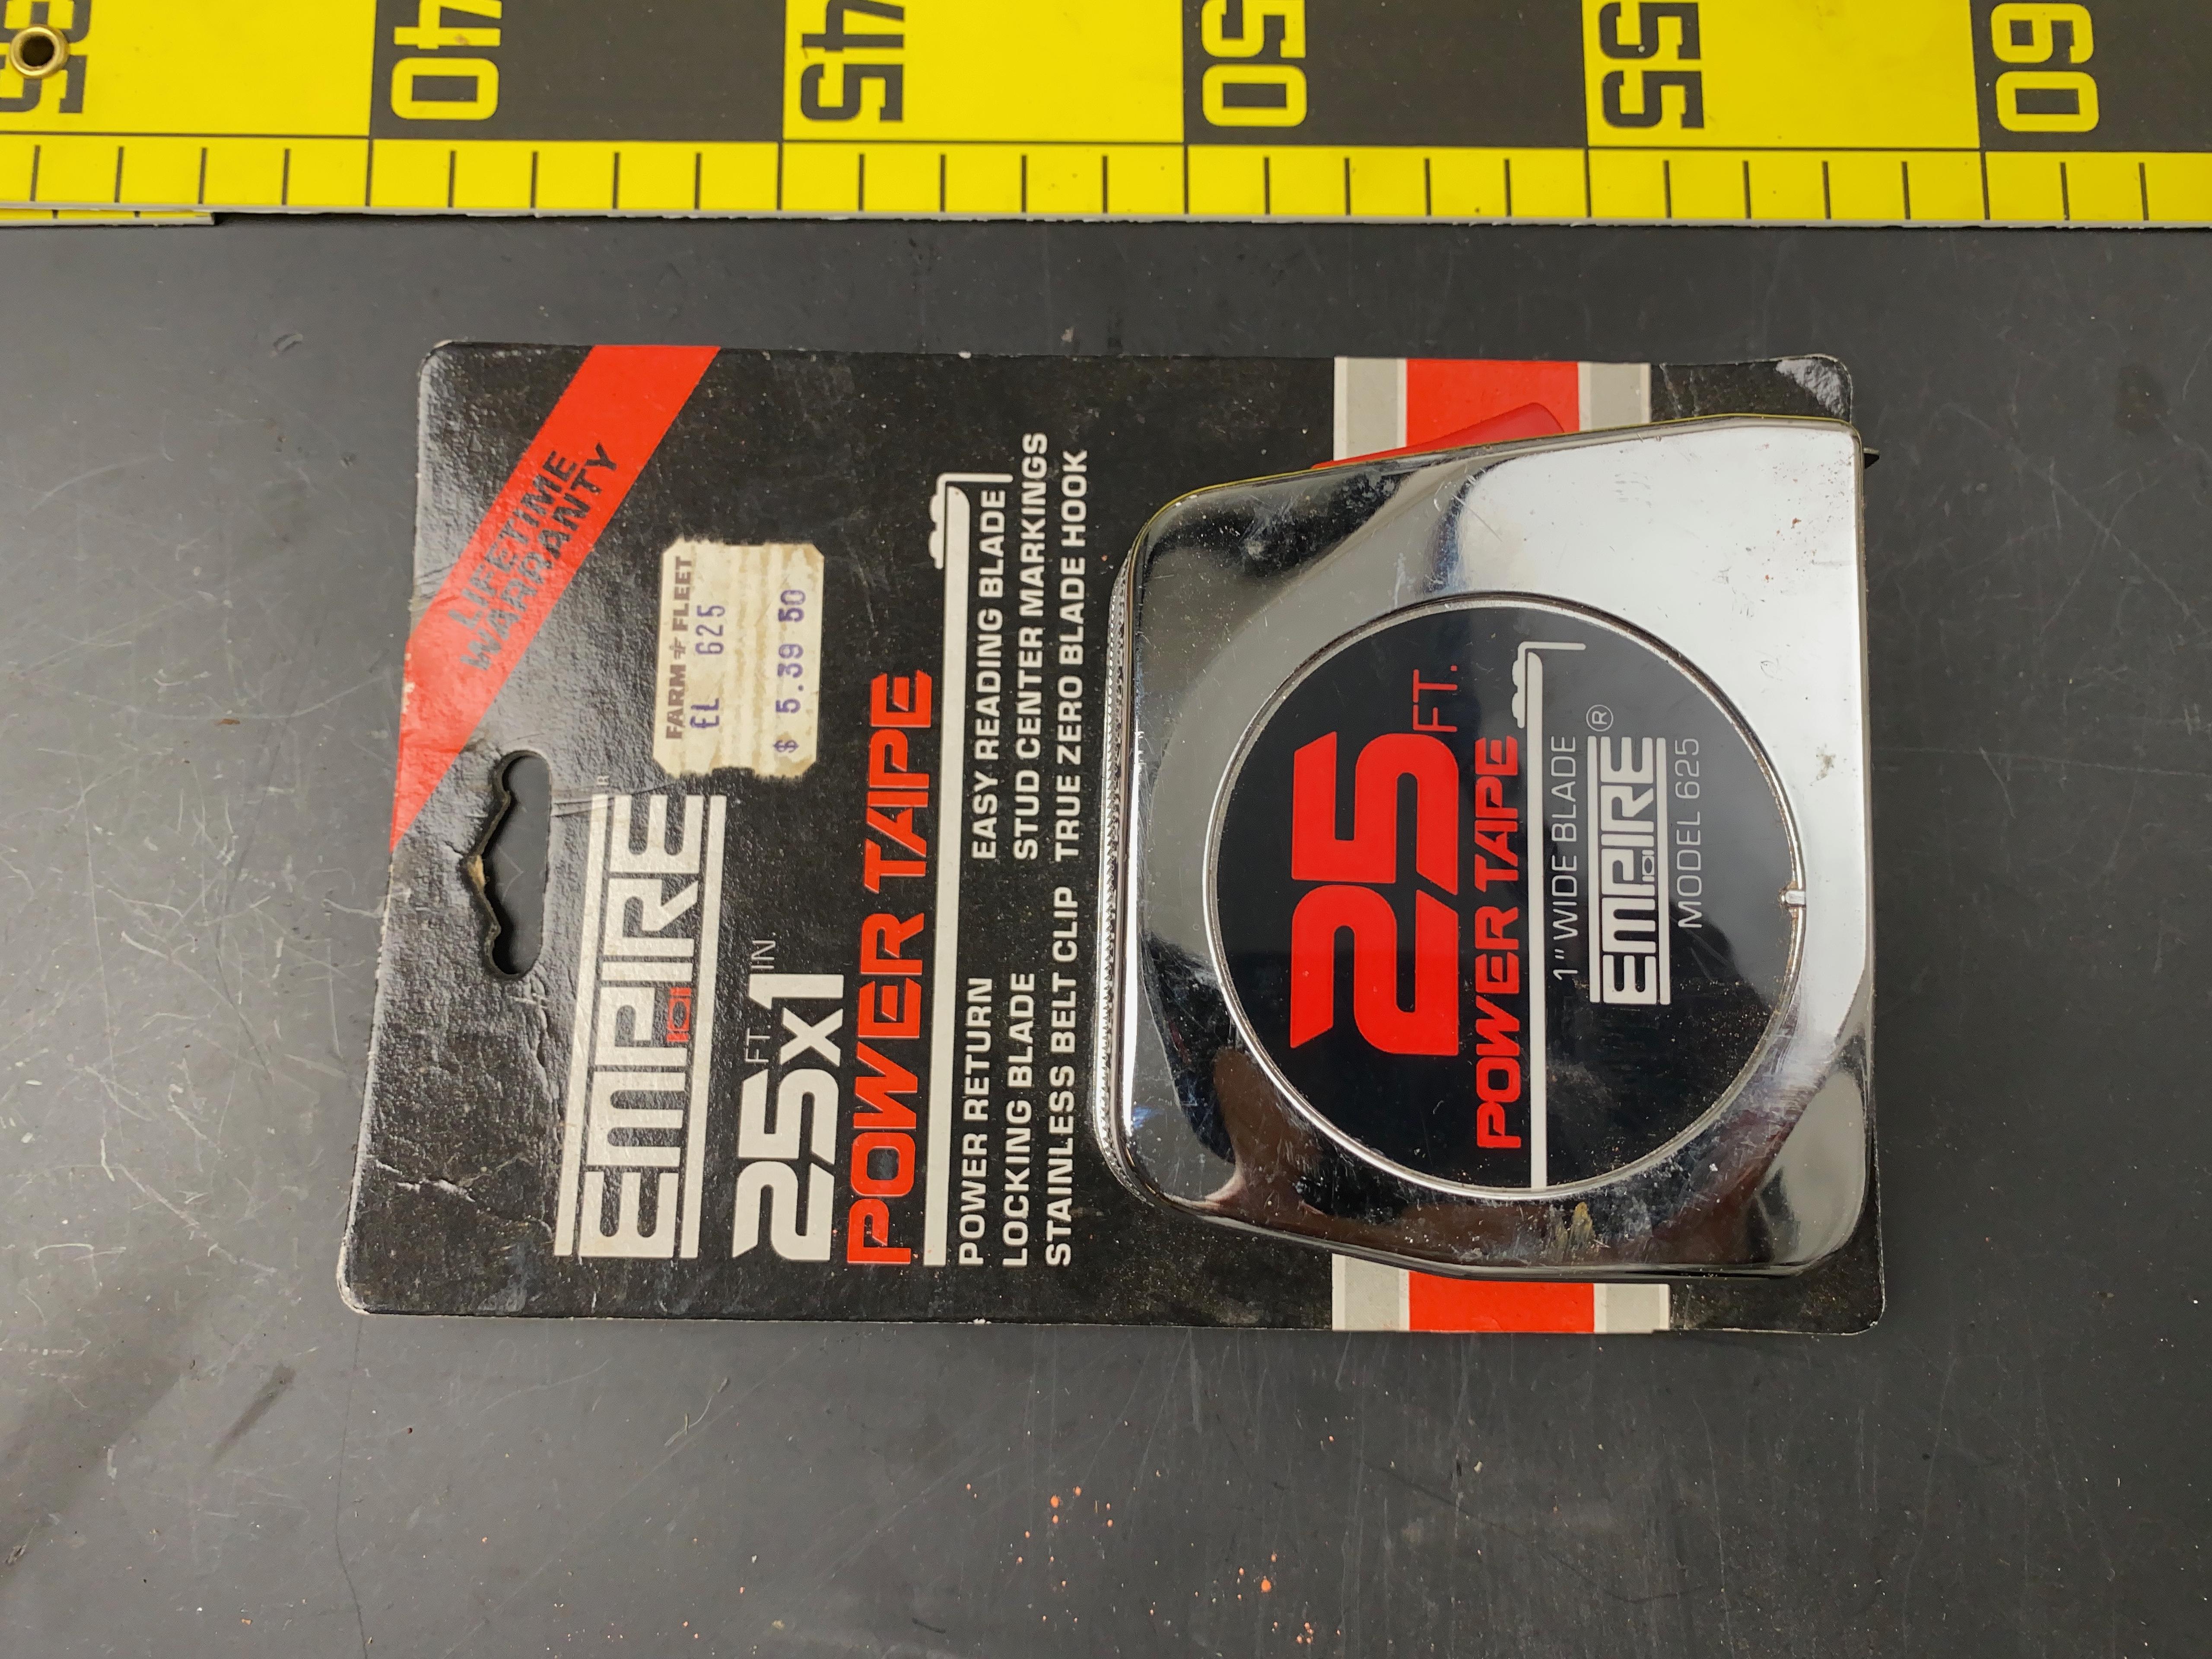 35
40
45
50
55
60
LIFETIME
WARRANTY
FARM & FLEET
EL 625
$ 5.39 50
EMPIRE
25 FT. x 1 IN.
POWER TAPE
POWER RETURN EASY READING BLADE
LOCKING BLADE STUD CENTER MARKINGS
STAINLESS BELT CLIP TRUE ZERO BLADE HOOK
25 FT.
POWER TAPE
1" WIDE BLADE
EMPIRE®
MODEL 625